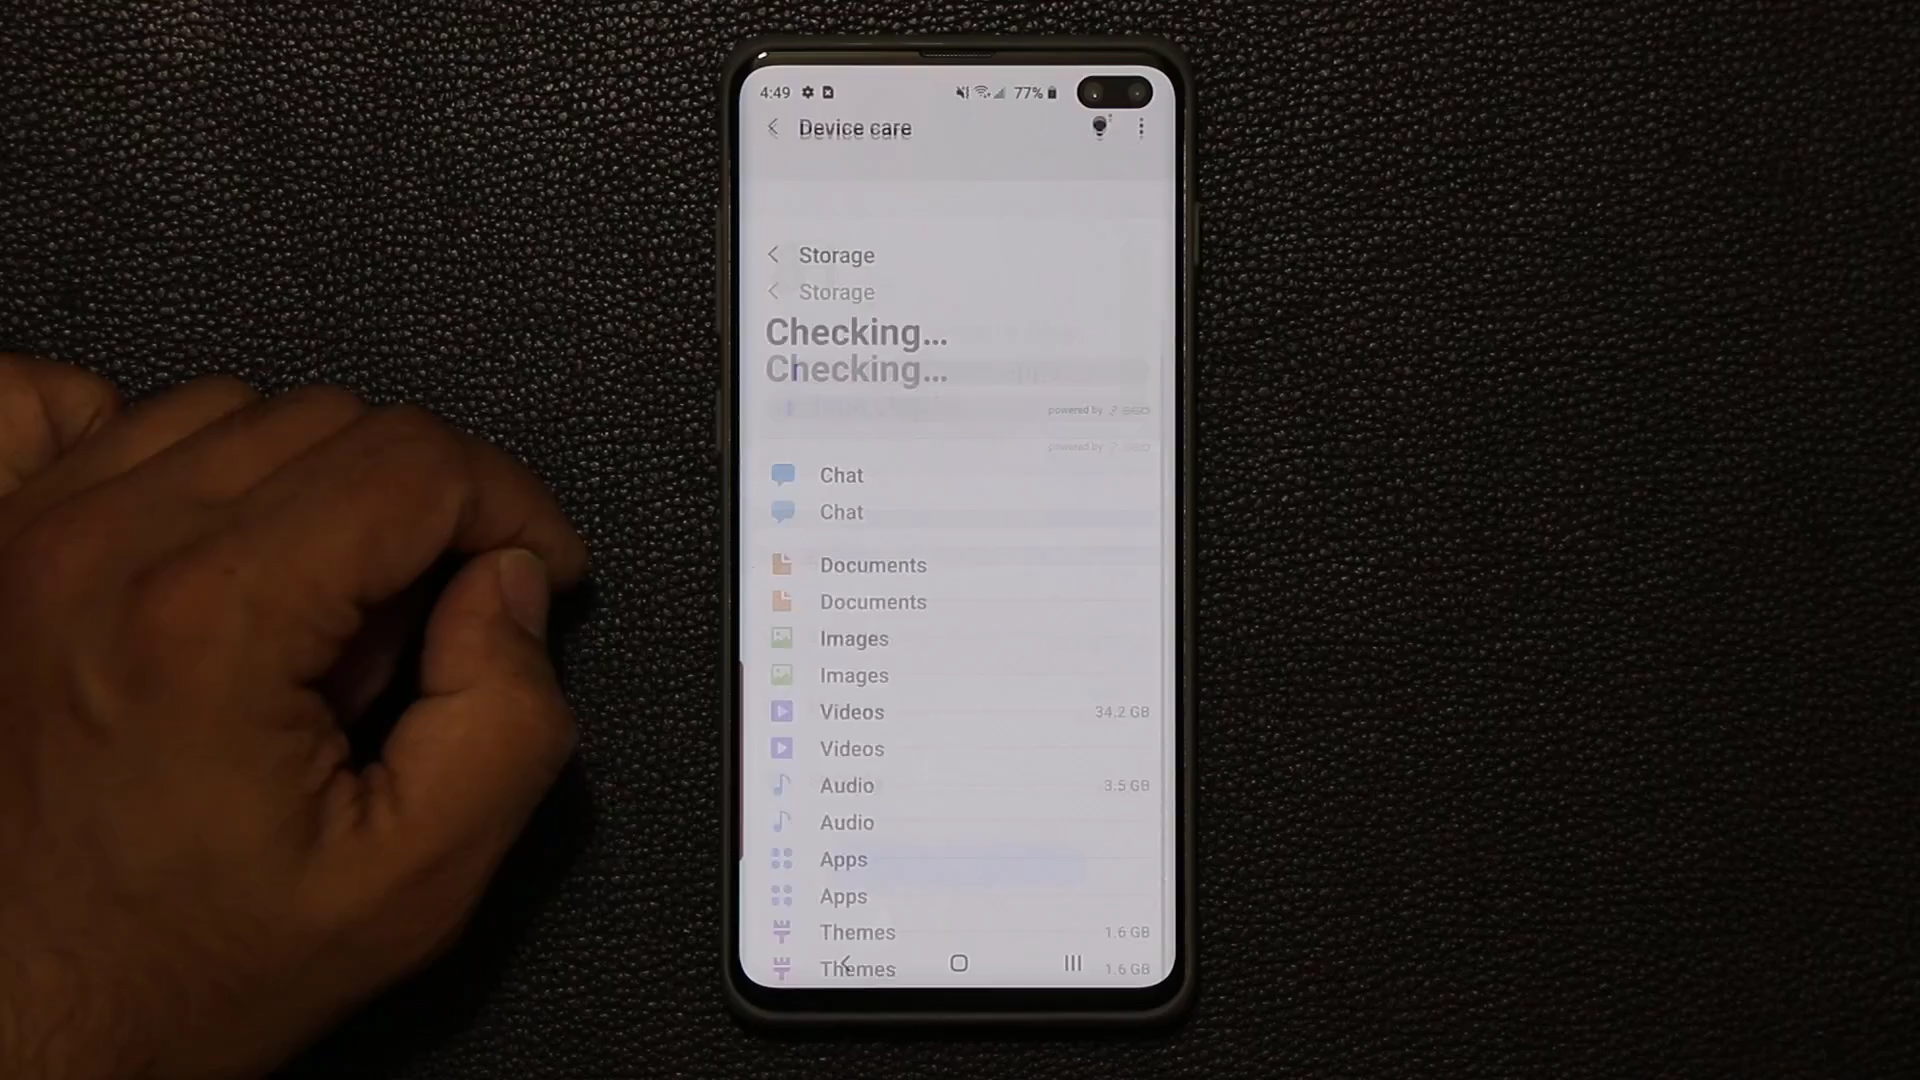 4:49 77%
Device care
Storage
Storage
Checking...
Checking...
powered by
powered by
Chat
Chat
Documents
Documents
Images
Images
Videos 34.2 GB
Videos
Audio 3.5 GB
Audio
Apps
Apps
Themes 1.6 GB
Themes 1.6 GB